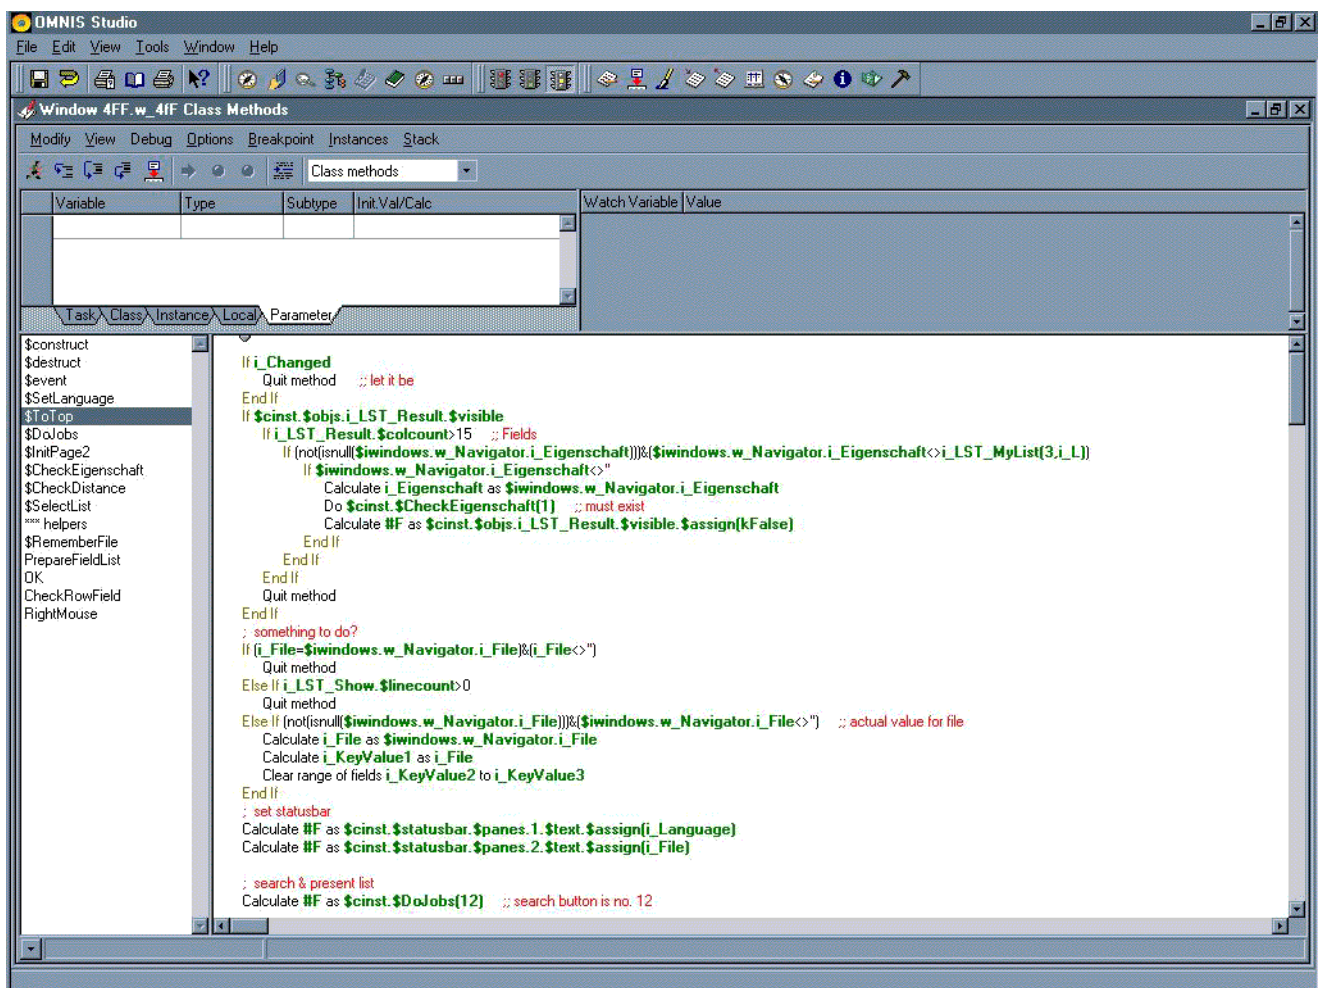 OMNIS Studio
File Edit View Tools Window Help
Window 4FF.w_4fF Class Methods
Modify View Debug Options Breakpoint Instances Stack
Class methods
Variable Type Subtype Init.Val/Calc Watch Variable Value
Task Class Instance Local Parameter
$construct
$destruct
$event
$SetLanguage
$ToTop
$DoJobs
$InitPage2
$CheckEigenschaft
$CheckDistance
$SelectList
*** helpers
$RememberFile
PrepareFieldList
OK
CheckRowField
RightMouse
If i_Changed
Quit method ;; let it be
End If
If $cinst.$objs.i_LST_Result.$visible
If i_LST_Result.$colcount>15 ;; Fields
If (not(isnull($iwindows.w_Navigator.i_Eigenschaft)))&($iwindows.w_Navigator.i_Eigenschaft<>i_LST_MyList(3,i_L))
If $iwindows.w_Navigator.i_Eigenschaft<>''
Calculate i_Eigenschaft as $iwindows.w_Navigator.i_Eigenschaft
Do $cinst.$CheckEigenschaft(1) ;; must exist
Calculate #F as $cinst.$objs.i_LST_Result.$visible.$assign(kFalse)
End If
End If
End If
Quit method
End If
; something to do?
If (i_File=$iwindows.w_Navigator.i_File)&(i_File<>'')
Quit method
Else If i_LST_Show.$linecount>0
Quit method
Else If (not(isnull($iwindows.w_Navigator.i_File)))&($iwindows.w_Navigator.i_File<>'') ;; actual value for file
Calculate i_File as $iwindows.w_Navigator.i_File
Calculate i_KeyValue1 as i_File
Clear range of fields i_KeyValue2 to i_KeyValue3
End If
; set statusbar
Calculate #F as $cinst.$statusbar.$panes.1.$text.$assign(i_Language)
Calculate #F as $cinst.$statusbar.$panes.2.$text.$assign(i_File)
; search & present list
Calculate #F as $cinst.$DoJobs(12) ;; search button is no. 12